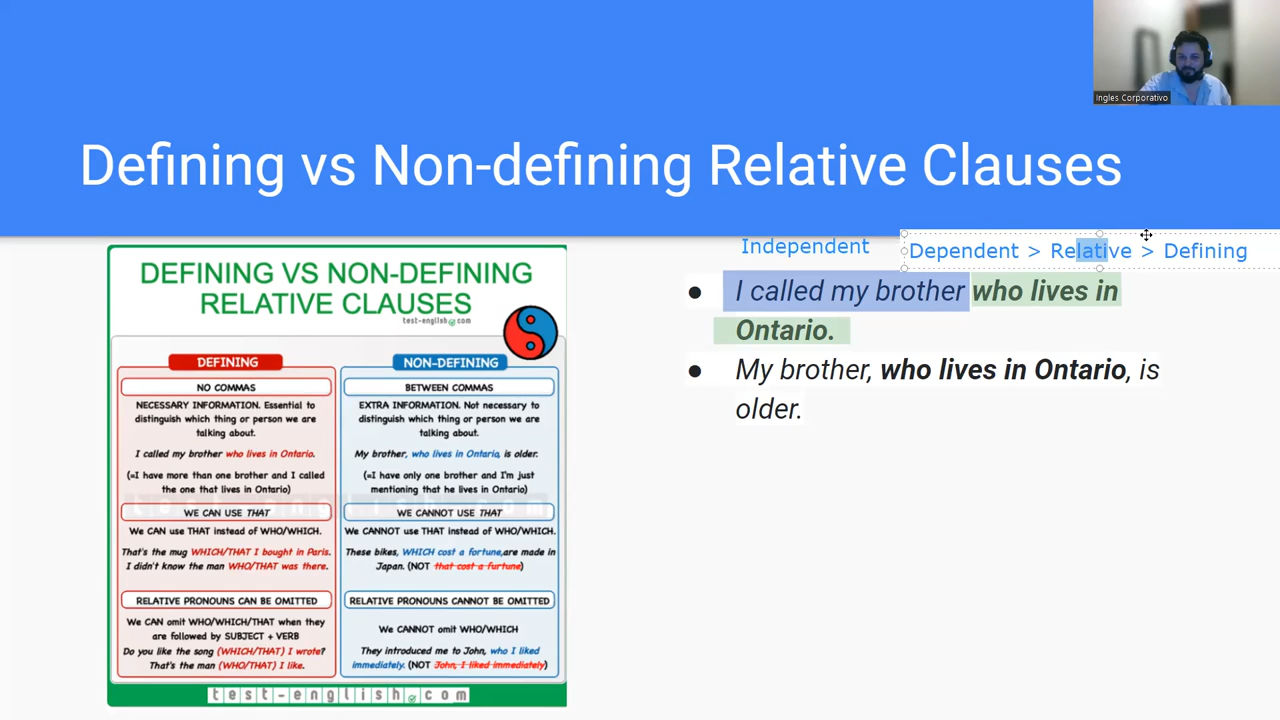 Ingles Corporativo
Defining vs Non-defining Relative Clauses
Independent
Dependent > Relative > Defining
● I called my brother who lives in
Ontario.
● My brother, who lives in Ontario, is
older.
DEFINING VS NON-DEFINING
RELATIVE CLAUSES
test-english.com
DEFINING
NO COMMAS
NECESSARY INFORMATION. Essential to
distinguish which thing or person we are
talking about.
I called my brother who lives in Ontario.
(=I have more than one brother and I called
the one that lives in Ontario)
WE CAN USE THAT
We CAN use THAT instead of WHO/WHICH.
That's the mug WHICH/THAT I bought in Paris.
I didn't know the man WHO/THAT was there.
RELATIVE PRONOUNS CAN BE OMITTED
We CAN omit WHO/WHICH/THAT when they
are followed by SUBJECT + VERB
Do you like the song (WHICH/THAT) I wrote?
That's the man (WHO/THAT) I like.
NON-DEFINING
BETWEEN COMMAS
EXTRA INFORMATION. Not necessary to
distinguish which thing or person we are
talking about.
My brother, who lives in Ontario, is older.
(=I have only one brother and I'm just
mentioning that he lives in Ontario)
WE CANNOT USE THAT
We CANNOT use THAT instead of WHO/WHICH.
These bikes, WHICH cost a fortune,are made in
Japan. (NOT that cost a furtune)
RELATIVE PRONOUNS CANNOT BE OMITTED
We CANNOT omit WHO/WHICH
They introduced me to John, who I liked
immediately. (NOT John, I liked immediately)
test-english.com